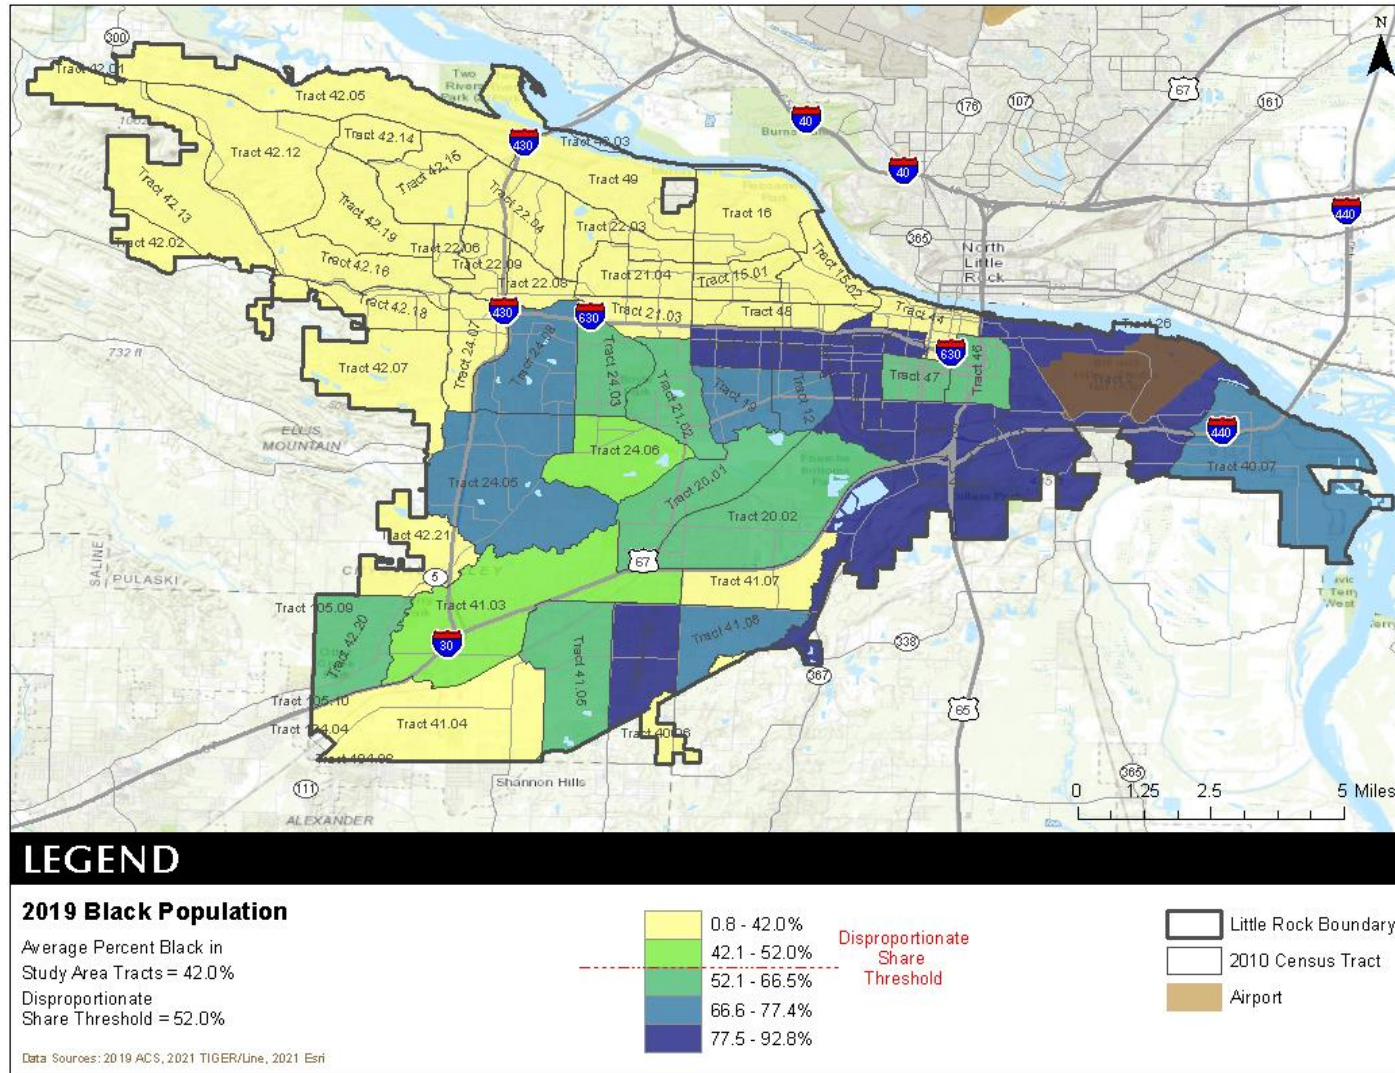 N
300
Tract 42.01
Tract 42.05
Two
Rivers
Park
67
176
107
161
40
430
Tract 42.14
Tract 42.12
Tract 49
40
Tract 42.13
Tract 22.04
Tract 16
440
Tract 42.19
Tract 22.03
Tract 42.02
Tract 22.06
365
North
Little
Rock
Tract 42.16
Tract 22.09
Tract 21.04
Tract 15.01
Tract 15.02
Tract 22.08
Tract 42.18
430
630
Tract 21.03
Tract 48
Tract 44
Tract 26
732 ft
Tract 24.07
Tract 24.08
630
Tract 46
Tract 42.07
Tract 24.03
Tract 47
Tract 19
Tract 12
Tract 21.02
ELLIS
MOUNTAIN
440
Tract 24.06
Tract 40.07
Tract 24.05
Tract 20.01
Tract 20.02
Tract 42.21
SALINE
PULASKI
67
5
Tract 41.07
Tract 105.09
Tract 41.03
Tract 42.20
30
Tract 41.05
Tract 41.08
338
367
Tract 105.10
65
Tract 41.04
Shannon Hills
111
365
ALEXANDER
0 1.25 2.5 5 Miles
LEGEND
2019 Black Population
Average Percent Black in
Study Area Tracts = 42.0%
Disproportionate
Share Threshold = 52.0%
Data Sources: 2019 ACS, 2021 TIGER/Line, 2021 Esri
0.8 - 42.0%
42.1 - 52.0%
52.1 - 66.5%
66.6 - 77.4%
77.5 - 92.8%
Disproportionate
Share
Threshold
Little Rock Boundary
2010 Census Tract
Airport